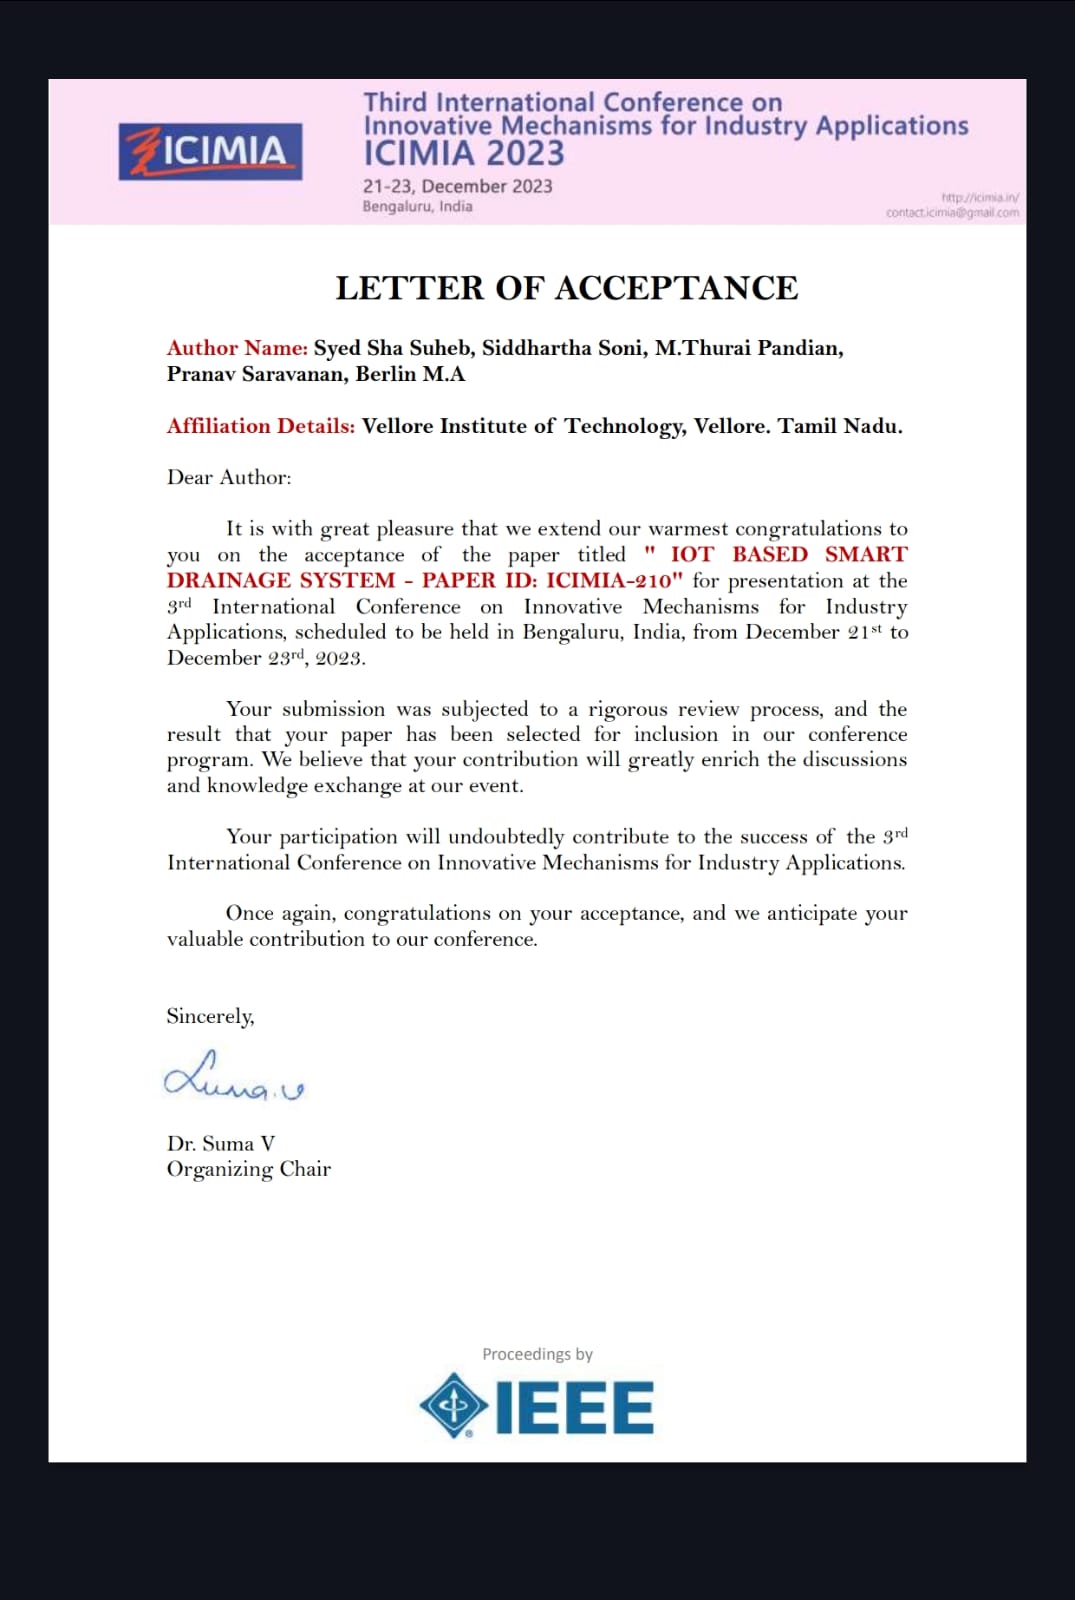 ICIMIA
Third International Conference on
Innovative Mechanisms for Industry Applications
ICIMIA 2023
21-23, December 2023
Bengaluru, India
http://icimia.in/
contact.icimia@gmail.com
LETTER OF ACCEPTANCE
Author Name: Syed Sha Suheb, Siddhartha Soni, M.Thurai Pandian,
Pranav Saravanan, Berlin M.A
Affiliation Details: Vellore Institute of Technology, Vellore. Tamil Nadu.
Dear Author:
It is with great pleasure that we extend our warmest congratulations to
you on the acceptance of the paper titled " IOT BASED SMART
DRAINAGE SYSTEM - PAPER ID: ICIMIA-210" for presentation at the
3rd International Conference on Innovative Mechanisms for Industry
Applications, scheduled to be held in Bengaluru, India, from December 21st to
December 23rd, 2023.
Your submission was subjected to a rigorous review process, and the
result that your paper has been selected for inclusion in our conference
program. We believe that your contribution will greatly enrich the discussions
and knowledge exchange at our event.
Your participation will undoubtedly contribute to the success of the 3rd
International Conference on Innovative Mechanisms for Industry Applications.
Once again, congratulations on your acceptance, and we anticipate your
valuable contribution to our conference.
Sincerely,
Suma.V
Dr. Suma V
Organizing Chair
Proceedings by
IEEE